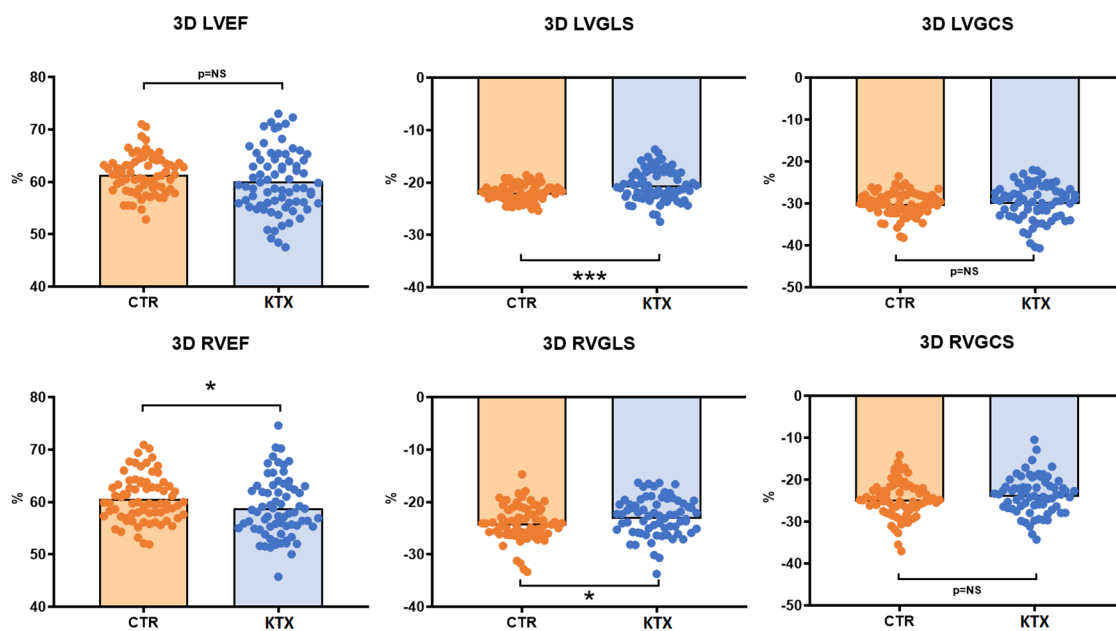 3D LVEF
%
80
70
60
50
40
p=NS
CTR
KTX
3D LVGLS
%
0
-10
-20
-30
-40
***
CTR
KTX
3D LVGCS
%
0
-10
-20
-30
-40
-50
p=NS
CTR
KTX
3D RVEF
%
80
70
60
50
40
*
CTR
KTX
3D RVGLS
%
-0
-10
-20
-30
-40
*
CTR
KTX
3D RVGCS
%
0
-10
-20
-30
-40
-50
p=NS
CTR
KTX